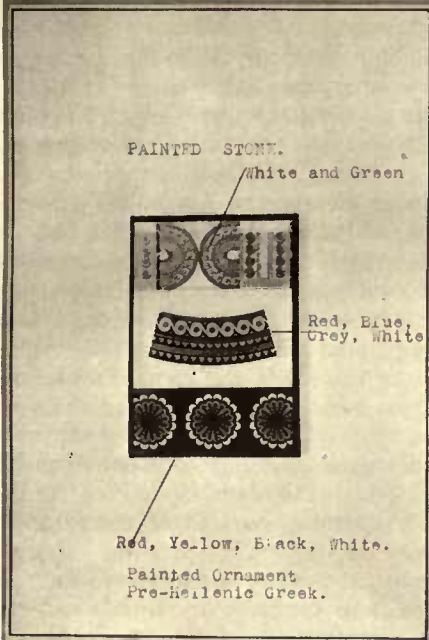 PAINTED STONE.
White and Green
Red, Blue,
Grey, White
Red, Yellow, Black, White.
Painted Ornament
Pre-Hellenic Greek.